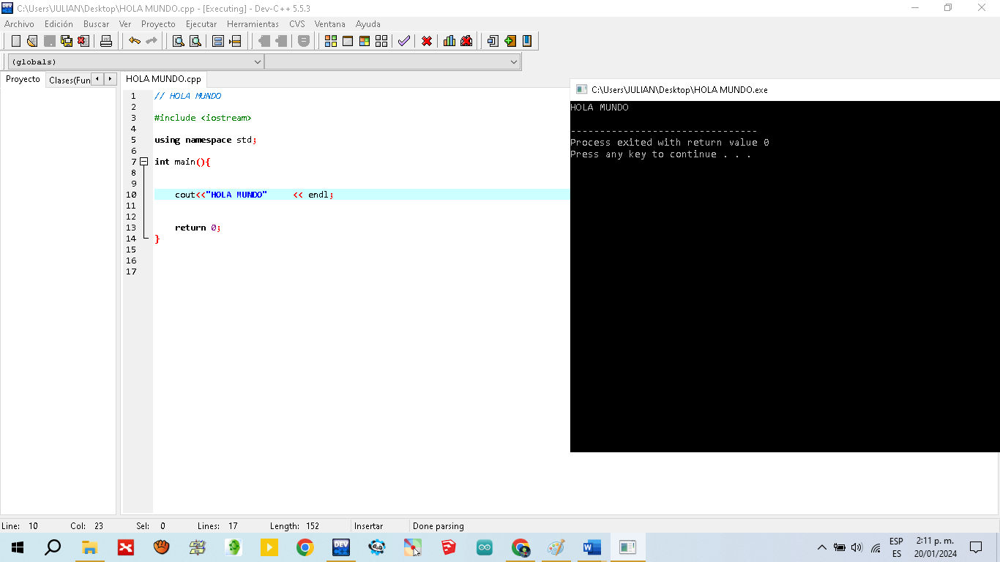 C:\Users\JULIAN\Desktop\HOLA MUNDO.cpp - [Executing] - Dev-C++ 5.5.3
Archivo Edición Buscar Ver Proyecto Ejecutar Herramientas CVS Ventana Ayuda
(globals)
Proyecto Clases(Fun
HOLA MUNDO.cpp
1 // HOLA MUNDO
2
3 #include <iostream>
4
5 using namespace std;
6
7 int main(){
8
9
10 cout<<"HOLA MUNDO" << endl;
11
12
13 return 0;
14 }
15
16
17
C:\Users\JULIAN\Desktop\HOLA MUNDO.exe
HOLA MUNDO
--------------------------------
Process exited with return value 0
Press any key to continue . . .
Line: 10 Col: 23 Sel: 0 Lines: 17 Length: 152 Insertar Done parsing
DEV
ESP
ES
2:11 p. m.
20/01/2024